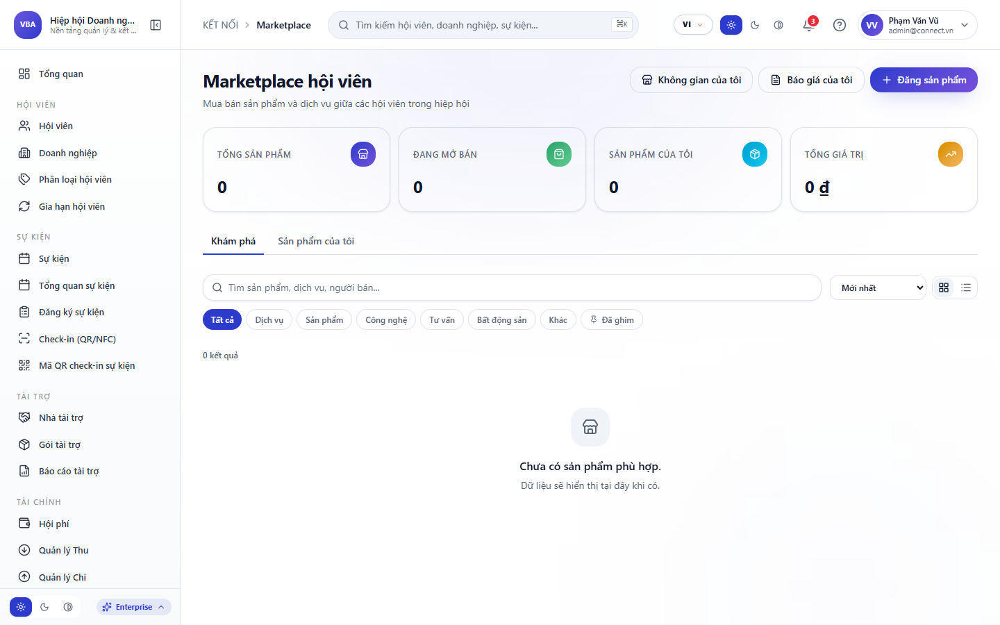 VBA
Hiệp hội Doanh ng...
Nền tảng quản lý & kết ...
Tổng quan
HỘI VIÊN
Hội viên
Doanh nghiệp
Phân loại hội viên
Gia hạn hội viên
SỰ KIỆN
Sự kiện
Tổng quan sự kiện
Đăng ký sự kiện
Check-in (QR/NFC)
Mã QR check-in sự kiện
TÀI TRỢ
Nhà tài trợ
Gói tài trợ
Báo cáo tài trợ
TÀI CHÍNH
Hội phí
Quản lý Thu
Quản lý Chi
Enterprise
KẾT NỐI
Marketplace
Tìm kiếm hội viên, doanh nghiệp, sự kiện...
⌘K
VI
3
VV
Phạm Văn Vũ
admin@connect.vn
Marketplace hội viên
Mua bán sản phẩm và dịch vụ giữa các hội viên trong hiệp hội
Không gian của tôi
Báo giá của tôi
Đăng sản phẩm
TỔNG SẢN PHẨM
0
ĐANG MỞ BÁN
0
SẢN PHẨM CỦA TÔI
0
TỔNG GIÁ TRỊ
0 ₫
Khám phá
Sản phẩm của tôi
Tìm sản phẩm, dịch vụ, người bán...
Mới nhất
Tất cả
Dịch vụ
Sản phẩm
Công nghệ
Tư vấn
Bất động sản
Khác
Đã ghim
0 kết quả
Chưa có sản phẩm phù hợp.
Dữ liệu sẽ hiển thị tại đây khi có.